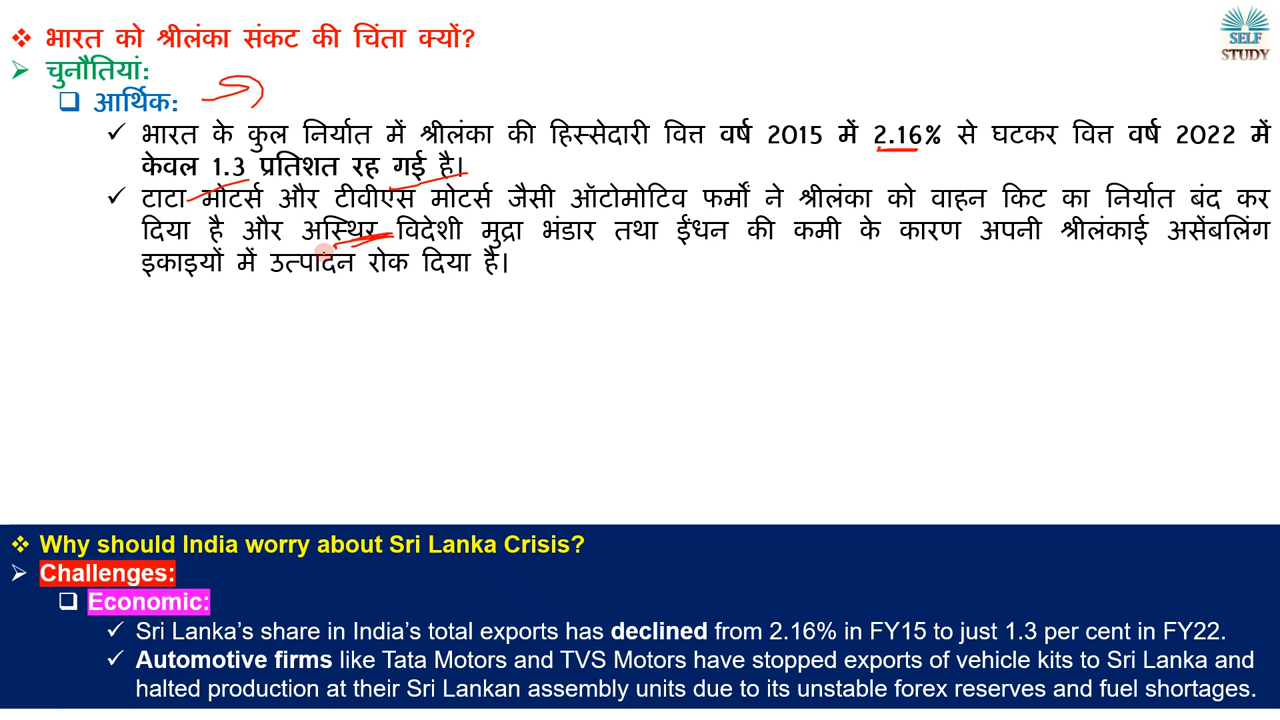 भारत को श्रीलंका संकट की चिंता क्यों?
SELF
STUDY
चुनौतियां:
आर्थिक:
भारत के कुल निर्यात में श्रीलंका की हिस्सेदारी वित्त वर्ष 2015 में 2.16% से घटकर वित्त वर्ष 2022 में
केवल 1.3 प्रतिशत रह गई है।
टाटा मोटर्स और टीवीएस मोटर्स जैसी ऑटोमोटिव फर्मों ने श्रीलंका को वाहन किट का निर्यात बंद कर
दिया है और अस्थिर विदेशी मुद्रा भंडार तथा ईंधन की कमी के कारण अपनी श्रीलंकाई असेंबलिंग
इकाइयों में उत्पादन रोक दिया है।
Why should India worry about Sri Lanka Crisis?
Challenges:
Economic:
Sri Lanka's share in India's total exports has declined from 2.16% in FY15 to just 1.3 per cent in FY22.
Automotive firms like Tata Motors and TVS Motors have stopped exports of vehicle kits to Sri Lanka and
halted production at their Sri Lankan assembly units due to its unstable forex reserves and fuel shortages.